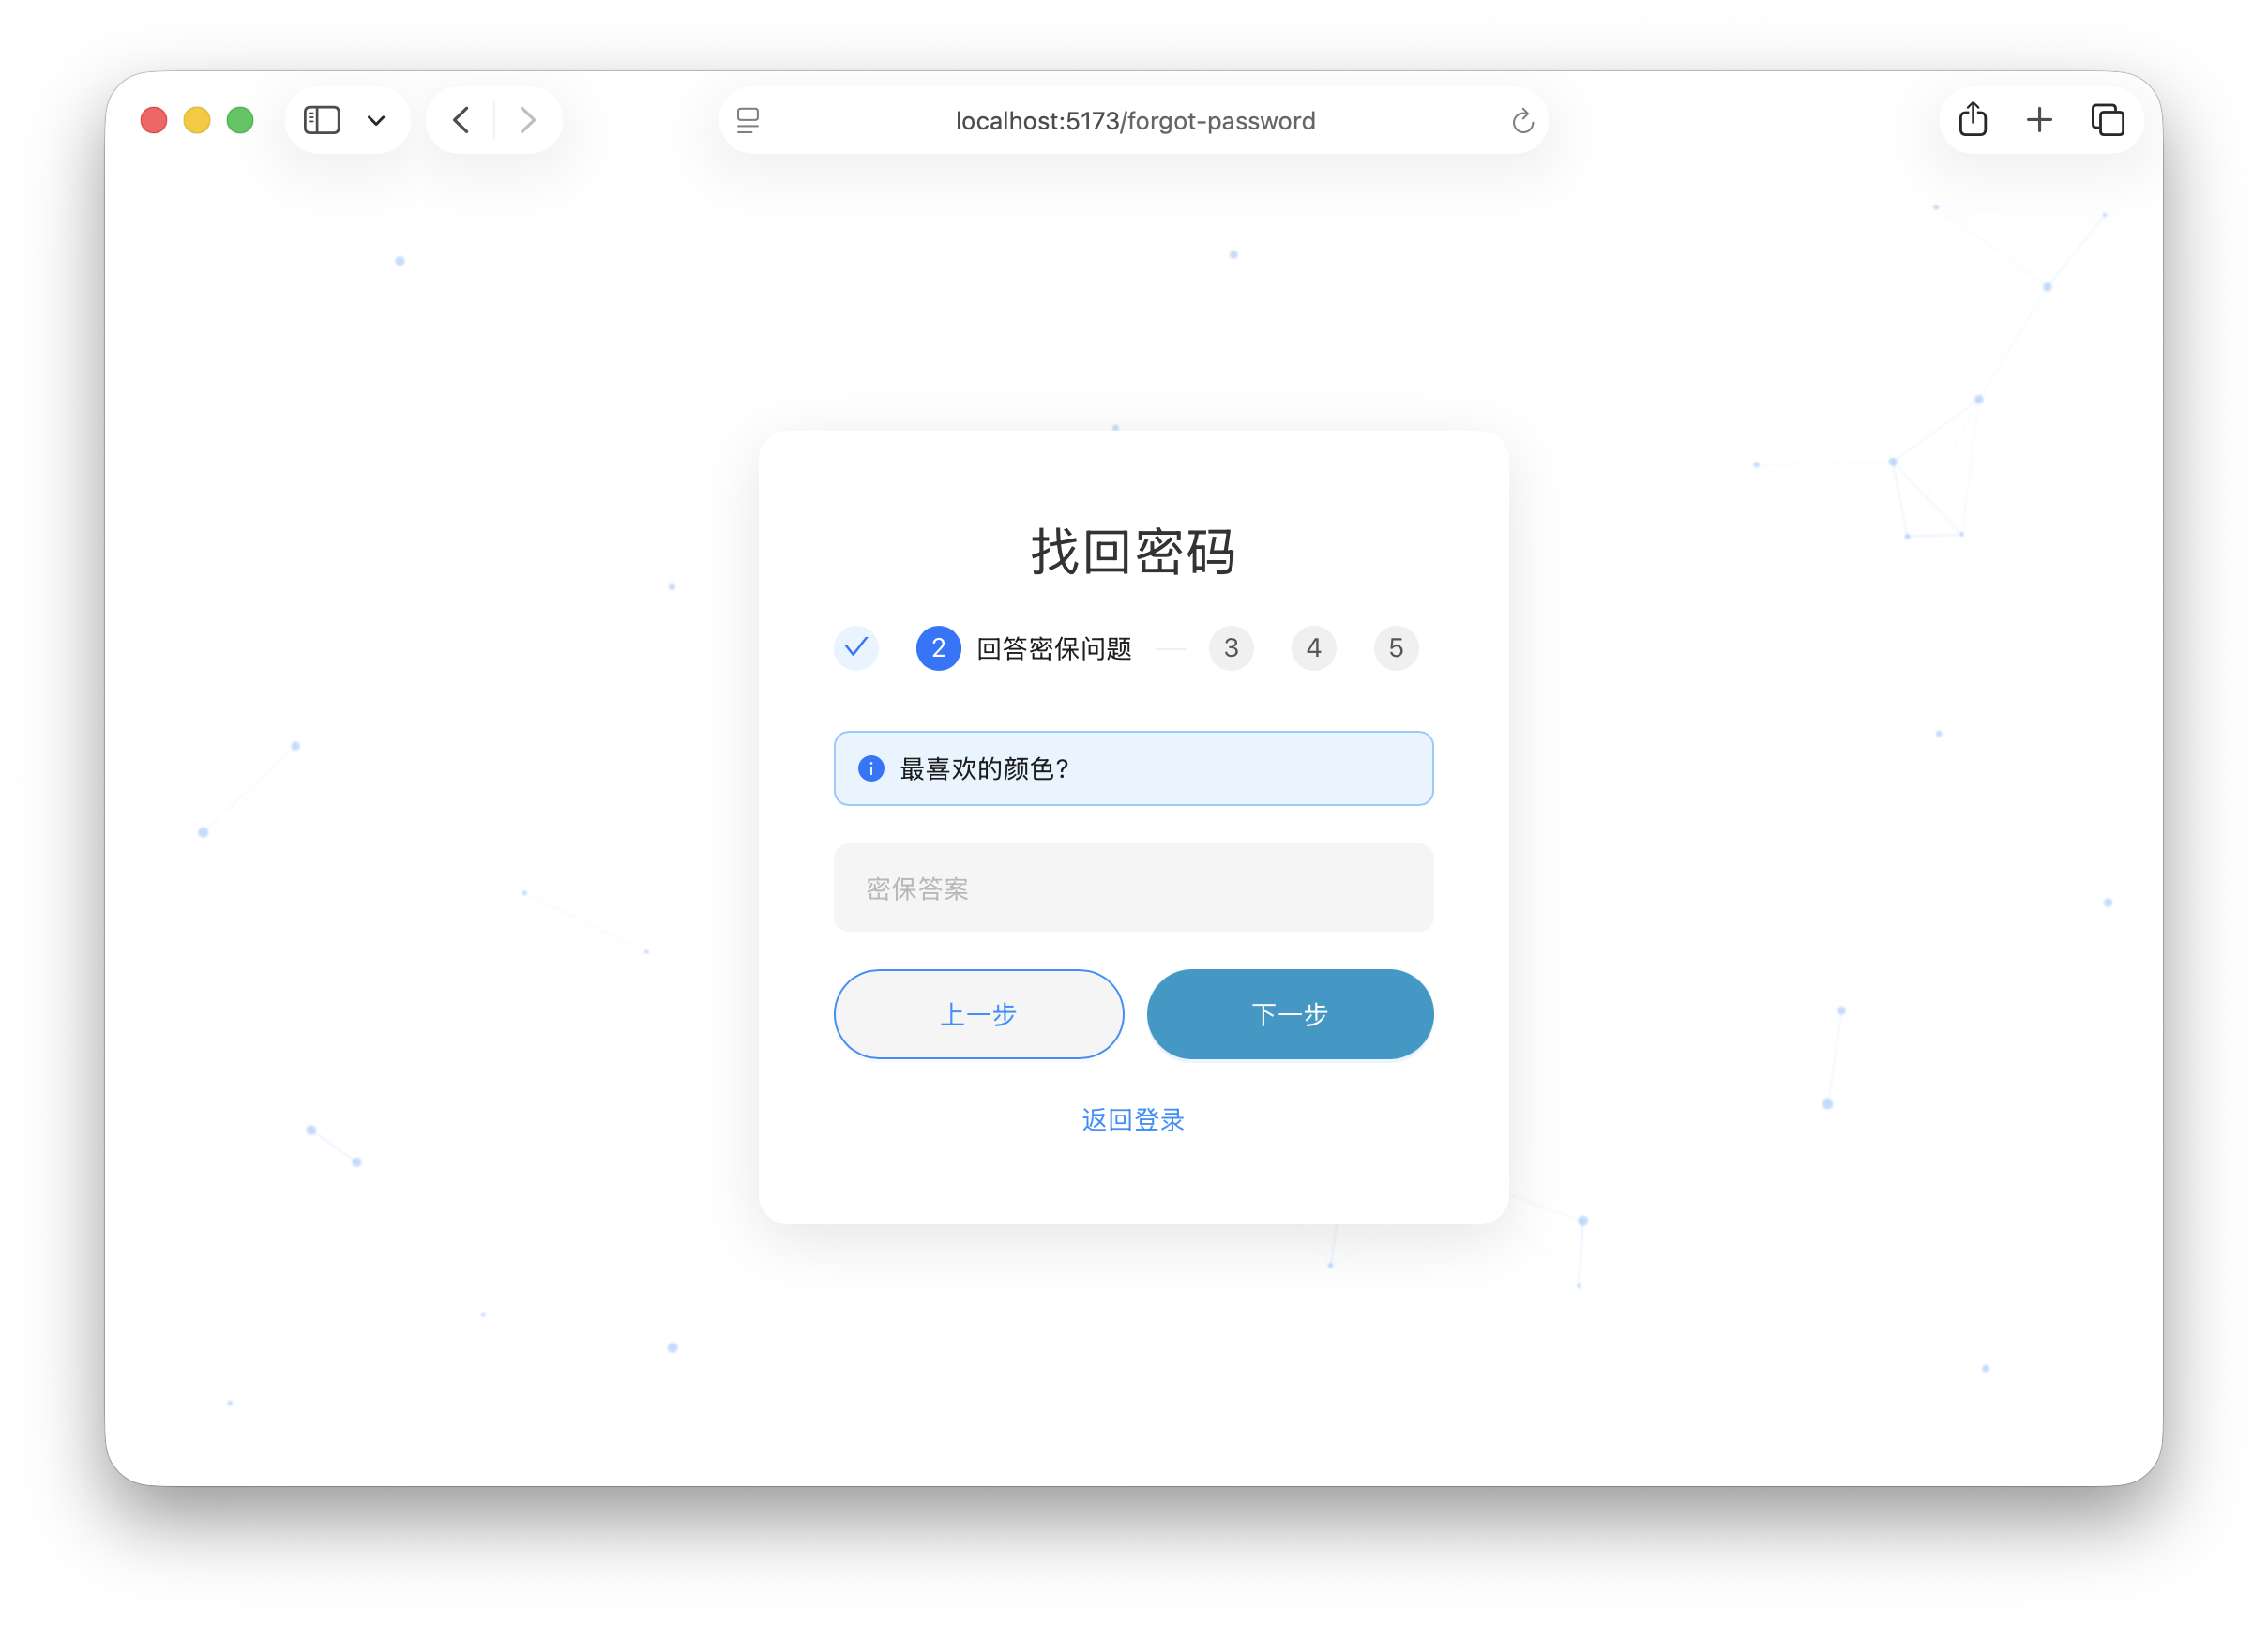 localhost:5173/forgot-password
找回密码
2 回答密保问题 3 4 5
最喜欢的颜色?
密保答案
上一步 下一步
返回登录